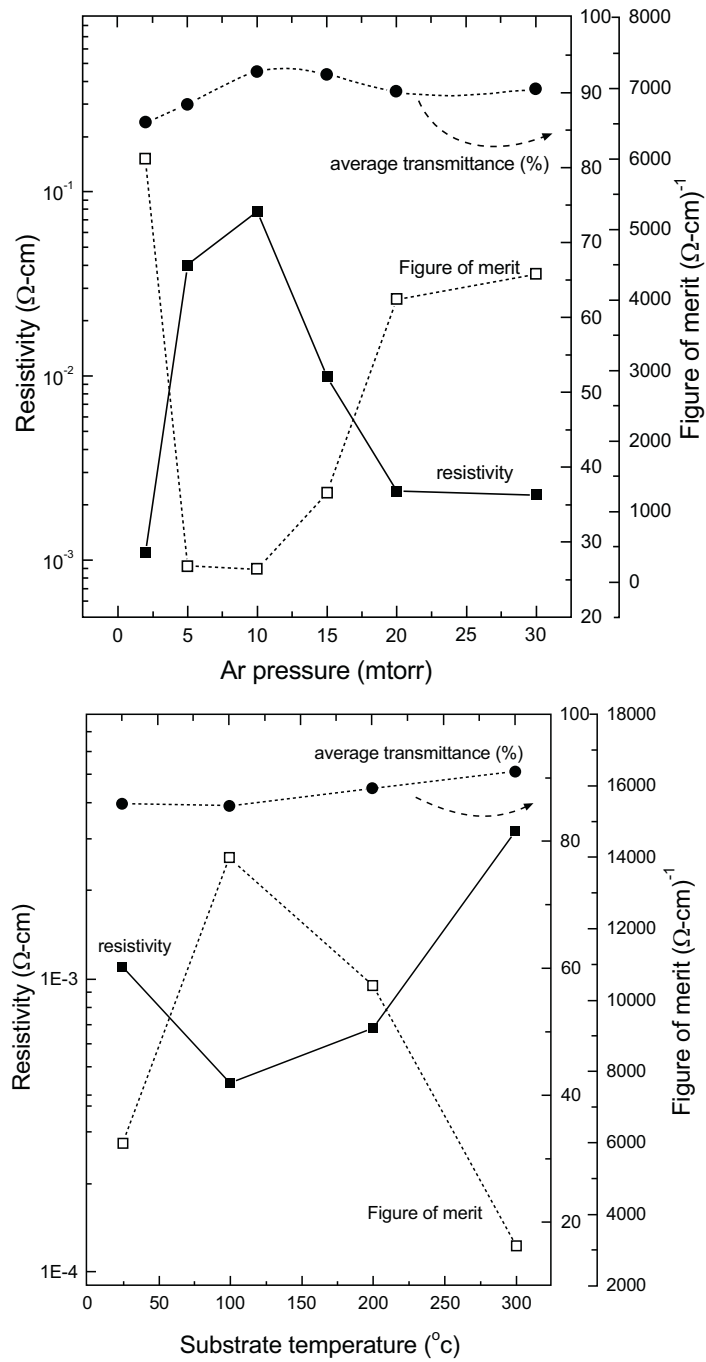 100
90
80
70
60
50
40
30
20
8000
7000
6000
5000
4000
3000
2000
1000
0
10⁻¹
10⁻²
10⁻³
Resistivity (Ω-cm)
Figure of merit (Ω-cm)⁻¹
average transmittance (%)
Figure of merit
resistivity
0 5 10 15 20 25 30
Ar pressure (mtorr)
100
80
60
40
20
18000
16000
14000
12000
10000
8000
6000
4000
2000
1E-3
1E-4
Resistivity (Ω-cm)
Figure of merit (Ω-cm)⁻¹
average transmittance (%)
resistivity
Figure of merit
0 50 100 150 200 250 300
Substrate temperature (°c)